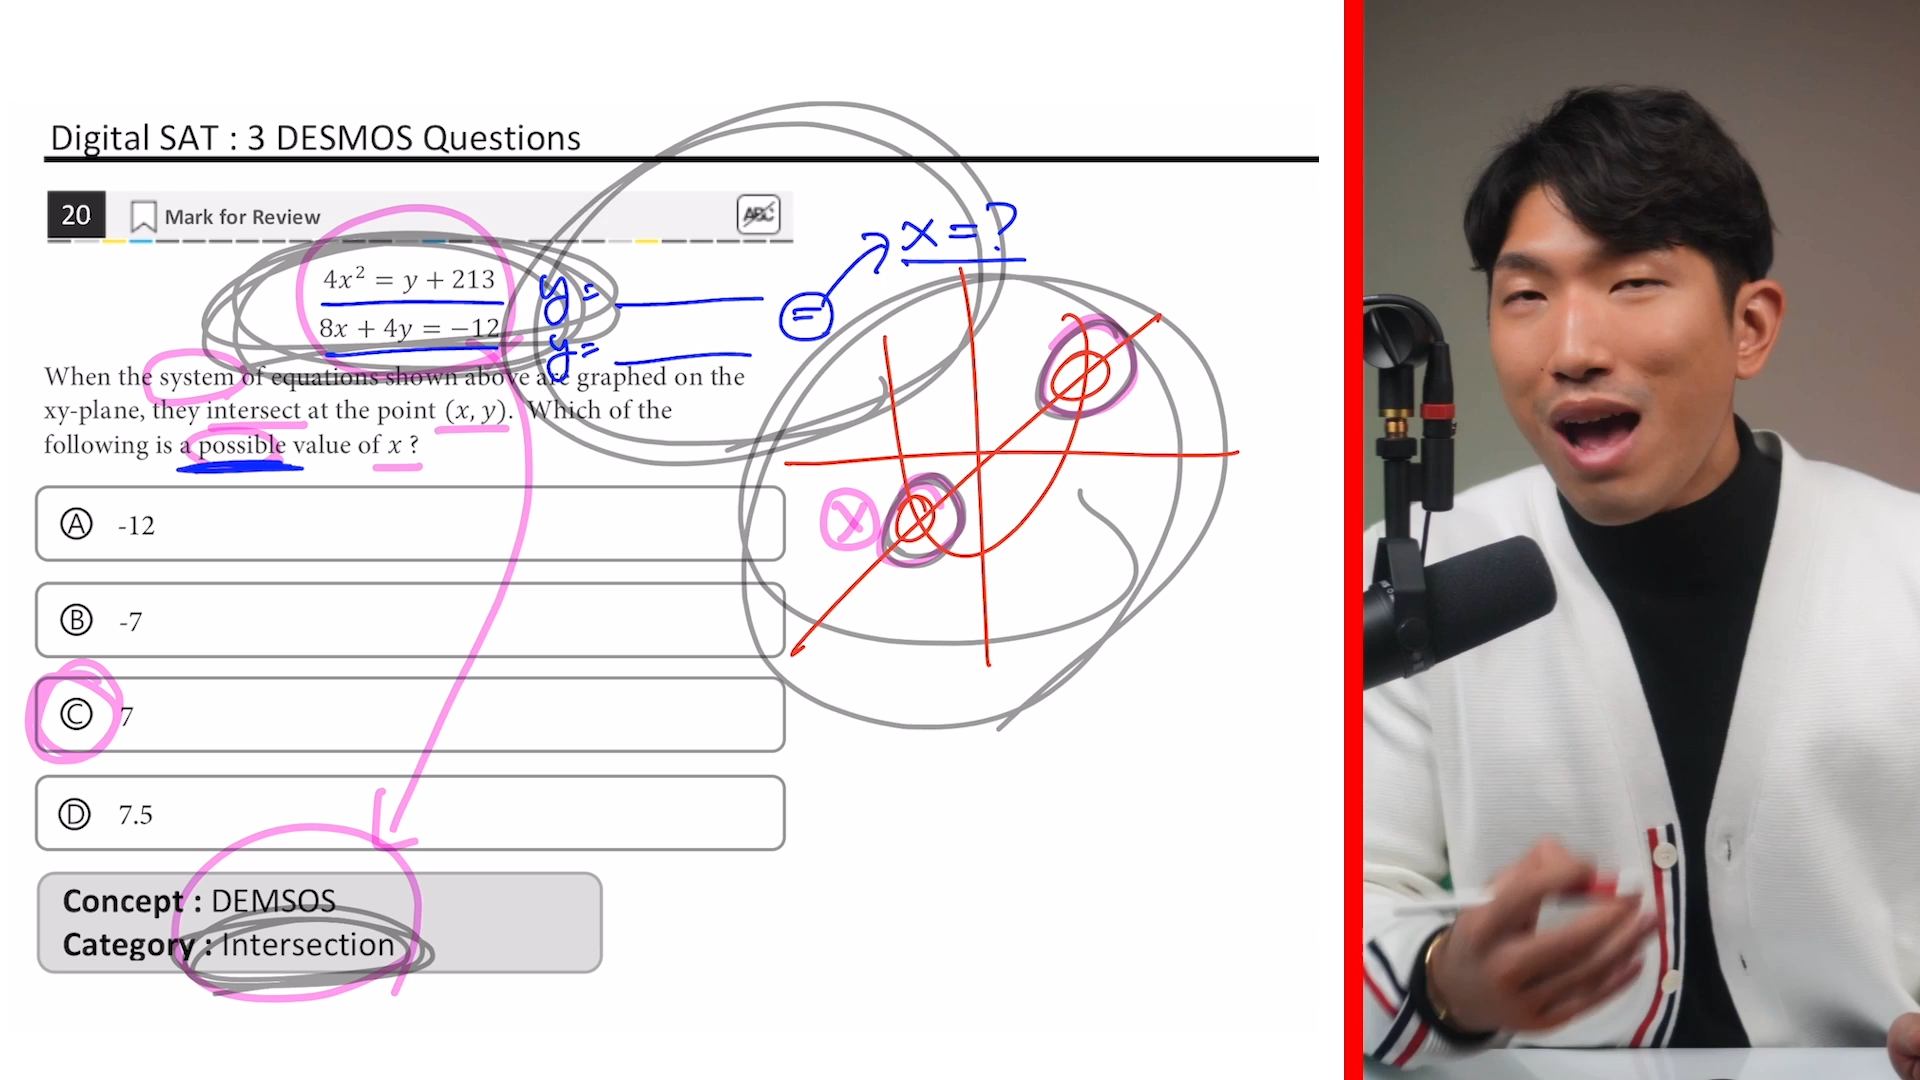 Digital SAT : 3 DESMOS Questions
20 Mark for Review ABC
x = ?
4x² = y + 213 y = =
8x + 4y = −12 y =
When the system of equations shown above are graphed on the
xy-plane, they intersect at the point (x, y). Which of the
following is a possible value of x ?
A -12
X
B -7
C 7
D 7.5
Concept : DEMSOS
Category : Intersection